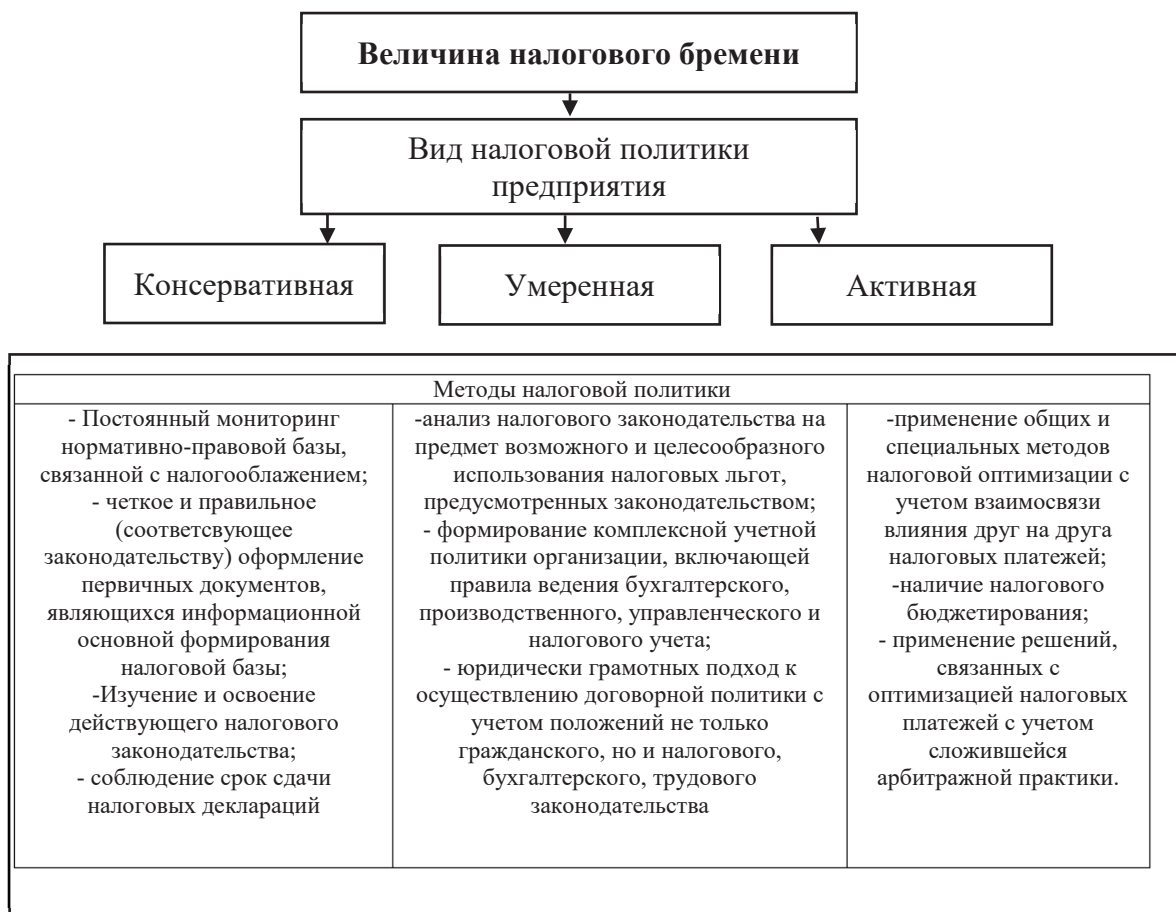 Величина налогового бремени
Вид налоговой политики
предприятия
Консервативная
Умеренная
Активная
Методы налоговой политики
- Постоянный мониторинг
нормативно-правовой базы,
связанной с налогооблажением;
- четкое и правильное
(соответсвующее
законодательству) оформление
первичных документов,
являющихся информационной
основной формирования
налоговой базы;
-Изучение и освоение
действующего налогового
законодательства;
- соблюдение срок сдачи
налоговых деклараций
-анализ налогового законодательства на
предмет возможного и целесообразного
использования налоговых льгот,
предусмотренных законодательством;
- формирование комплексной учетной
политики организации, включающей
правила ведения бухгалтерского,
производственного, управленческого и
налогового учета;
- юридически грамотных подход к
осуществлению договорной политики с
учетом положений не только
гражданского, но и налогового,
бухгалтерского, трудового
законодательства
-применение общих и
специальных методов
налоговой оптимизации с
учетом взаимосвязи
влияния друг на друга
налоговых платежей;
-наличие налогового
бюджетирования;
- применение решений,
связанных с
оптимизацией налоговых
платежей с учетом
сложившейся
арбитражной практики.